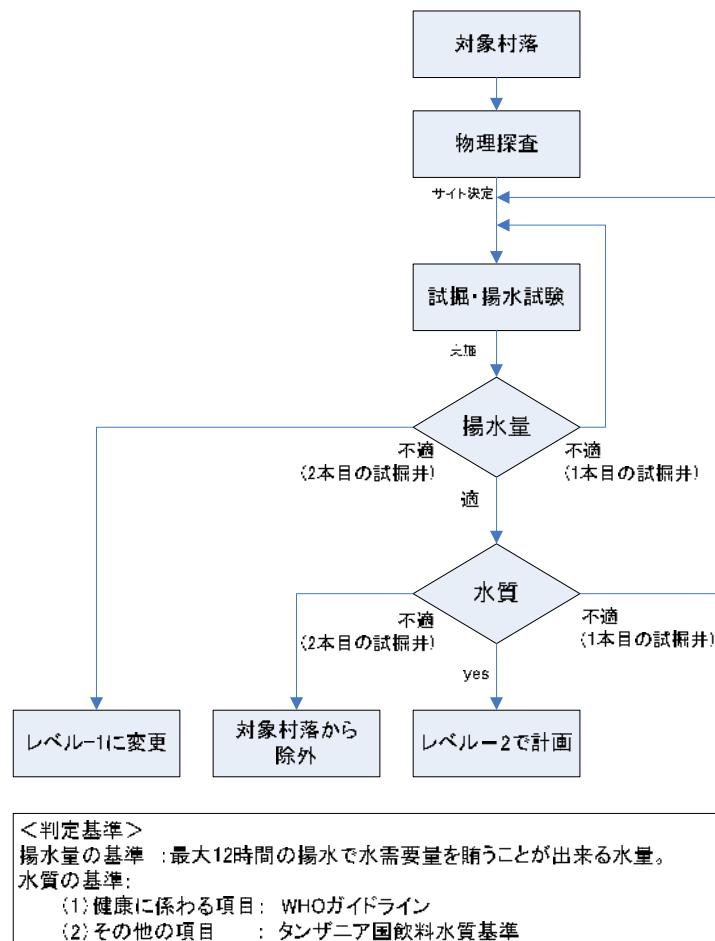 対象村落
物理探査
サイト決定
試掘・揚水試験
実施
揚水量
不適
(2本目の試掘井)
不適
(1本目の試掘井)
適
水質
不適
(2本目の試掘井)
不適
(1本目の試掘井)
yes
レベル-1に変更
対象村落から
除外
レベルー2で計画
<判定基準>
揚水量の基準 :最大12時間の揚水で水需要量を賄うことが出来る水量。
水質の基準:
(1)健康に係わる項目: WHOガイドライン
(2)その他の項目 : タンザニア国飲料水質基準